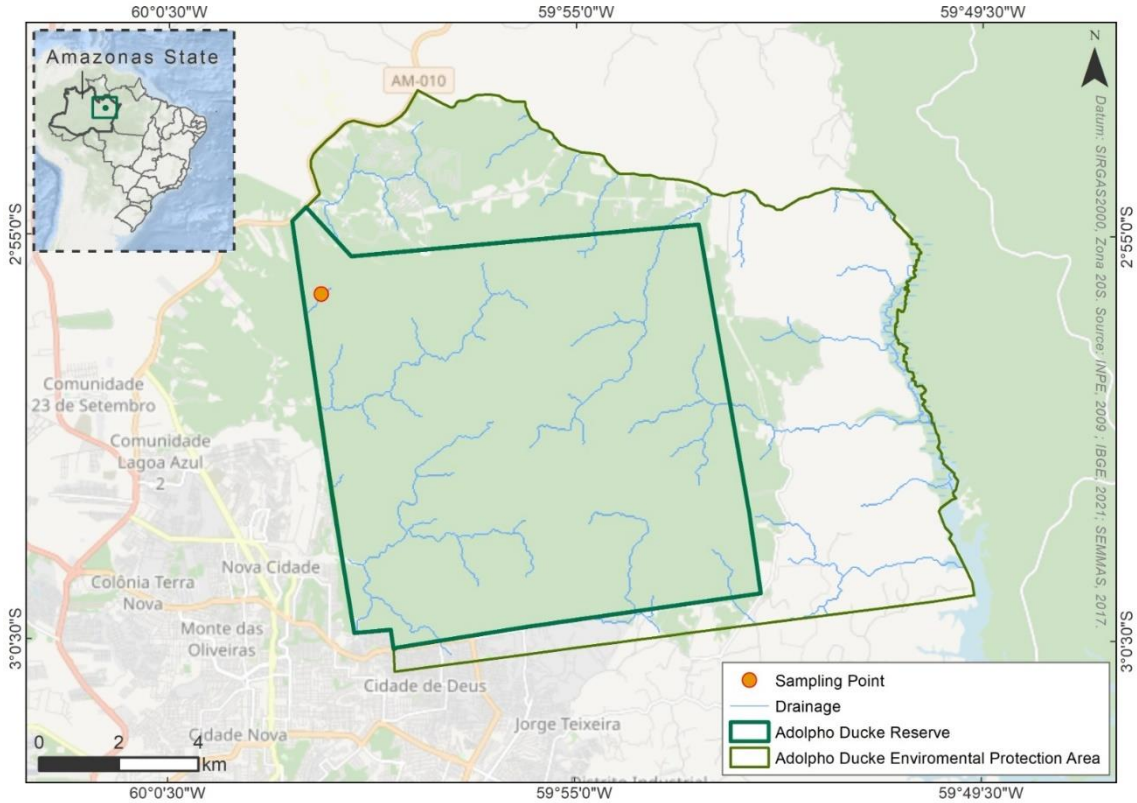 60°0'30"W
59°55'0"W
59°49'30"W
Amazonas State
AM-010
N
2°55'0"S
2°55'0"S
Datum: SIRGAS2000, Zona 20S. Source: INPE, 2009 ; IBGE, 2021; SEMMAS, 2017.
Comunidade
23 de Setembro
Comunidade
Lagoa Azul
2
Nova Cidade
Colônia Terra
Nova
Monte das
Oliveiras
3°0'30"S
3°0'30"S
Cidade de Deus
Cidade Nova
Jorge Teixeira
Distrito Industrial
Sampling Point
Drainage
Adolpho Ducke Reserve
Adolpho Ducke Enviromental Protection Area
0 2 4
km
60°0'30"W
59°55'0"W
59°49'30"W